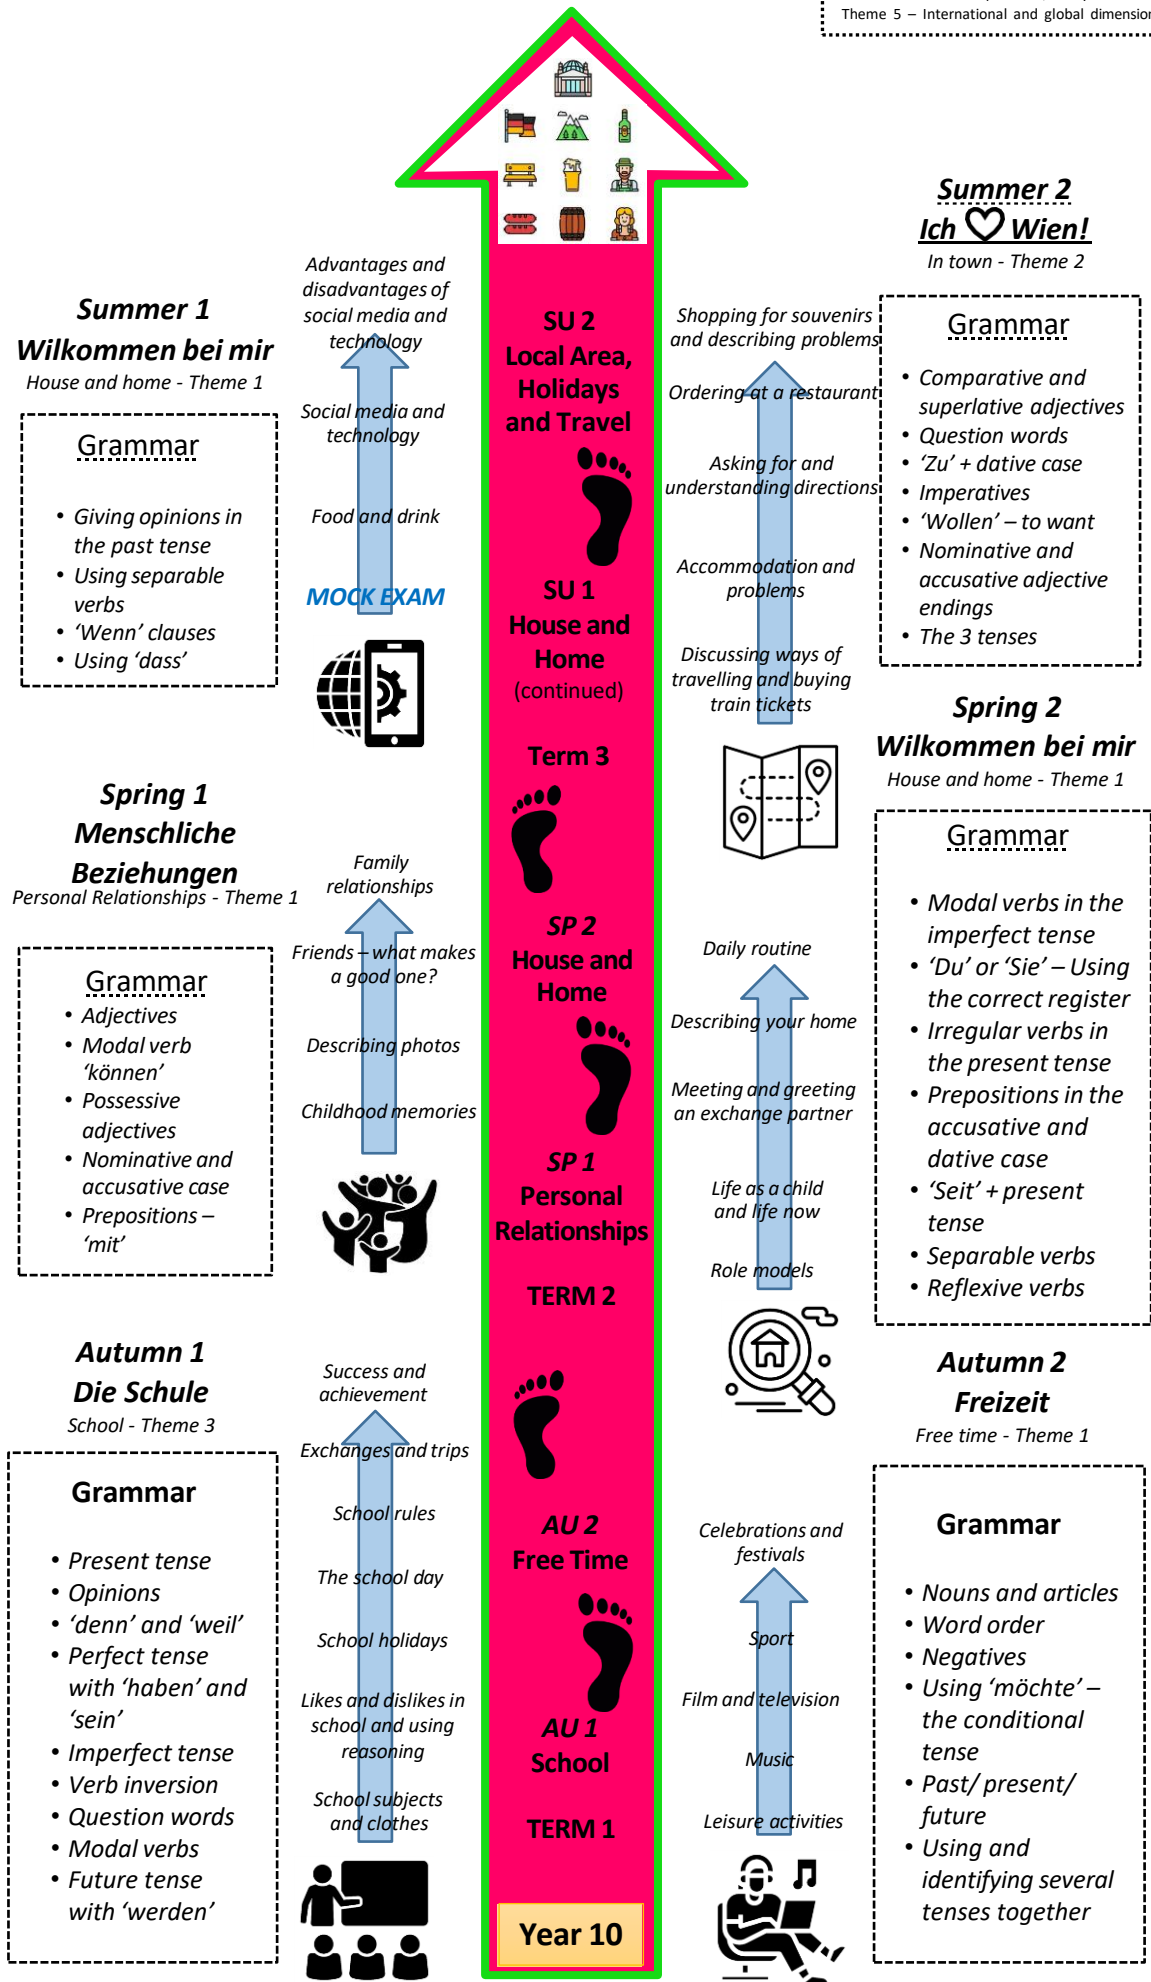 Theme 5 – International and global dimension
Summer 2
Ich Wien!
In town - Theme 2
Grammar
• Comparative and
superlative adjectives
• Question words
• ‘Zu’ + dative case
• Imperatives
• ‘Wollen’ – to want
• Nominative and
accusative adjective
endings
• The 3 tenses
Shopping for souvenirs
and describing problems
Ordering at a restaurant
Asking for and
understanding directions
Accommodation and
problems
Discussing ways of
travelling and buying
train tickets
Summer 1
Wilkommen bei mir
House and home - Theme 1
Grammar
• Giving opinions in
the past tense
• Using separable
verbs
• ‘Wenn’ clauses
• Using ‘dass’
Advantages and
disadvantages of
social media and
technology
Social media and
technology
Food and drink
MOCK EXAM
SU 2
Local Area,
Holidays
and Travel
SU 1
House and
Home
(continued)
Term 3
Spring 2
Wilkommen bei mir
House and home - Theme 1
Grammar
• Modal verbs in the
imperfect tense
• ‘Du’ or ‘Sie’ – Using
the correct register
• Irregular verbs in
the present tense
• Prepositions in the
accusative and
dative case
• ‘Seit’ + present
tense
• Separable verbs
• Reflexive verbs
Daily routine
Describing your home
Meeting and greeting
an exchange partner
Life as a child
and life now
Role models
Spring 1
Menschliche
Beziehungen
Personal Relationships - Theme 1
Grammar
• Adjectives
• Modal verb
‘können’
• Possessive
adjectives
• Nominative and
accusative case
• Prepositions –
‘mit’
Family
relationships
Friends – what makes
a good one?
Describing photos
Childhood memories
SP 2
House and
Home
SP 1
Personal
Relationships
TERM 2
Autumn 1
Die Schule
School - Theme 3
Grammar
• Present tense
• Opinions
• ‘denn’ and ‘weil’
• Perfect tense
with ‘haben’ and
‘sein’
• Imperfect tense
• Verb inversion
• Question words
• Modal verbs
• Future tense
with ‘werden’
Success and
achievement
Exchanges and trips
School rules
The school day
School holidays
Likes and dislikes in
school and using
reasoning
School subjects
and clothes
AU 2
Free Time
AU 1
School
TERM 1
Year 10
Autumn 2
Freizeit
Free time - Theme 1
Grammar
• Nouns and articles
• Word order
• Negatives
• Using ‘möchte’ –
the conditional
tense
• Past/ present/
future
• Using and
identifying several
tenses together
Celebrations and
festivals
Sport
Film and television
Music
Leisure activities